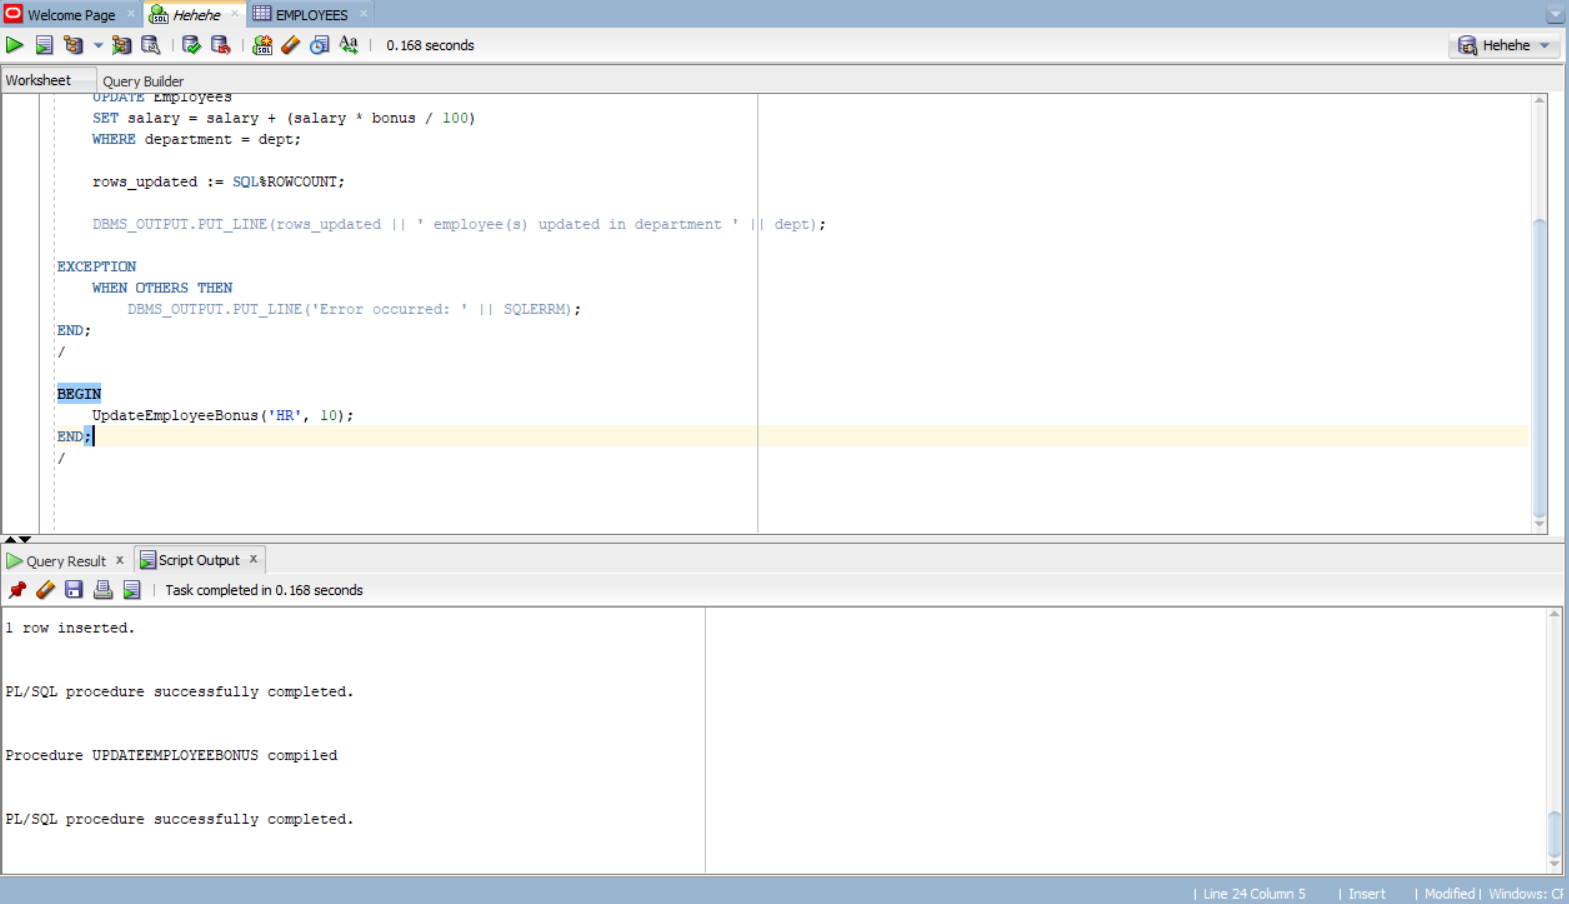 Welcome Page
Hehehe
EMPLOYEES
0.168 seconds
Hehehe
Worksheet
Query Builder
UPDATE Employees
SET salary = salary + (salary * bonus / 100)
WHERE department = dept;
rows_updated := SQL%ROWCOUNT;
DBMS_OUTPUT.PUT_LINE(rows_updated || ' employee(s) updated in department ' || dept);
EXCEPTION
WHEN OTHERS THEN
DBMS_OUTPUT.PUT_LINE('Error occurred: ' || SQLERRM);
END;
/
BEGIN
UpdateEmployeeBonus('HR', 10);
END;
/
Query Result
Script Output
Task completed in 0.168 seconds
1 row inserted.
PL/SQL procedure successfully completed.
Procedure UPDATEEMPLOYEEBONUS compiled
PL/SQL procedure successfully completed.
| Line 24 Column 5 | Insert | Modified | Windows: CF